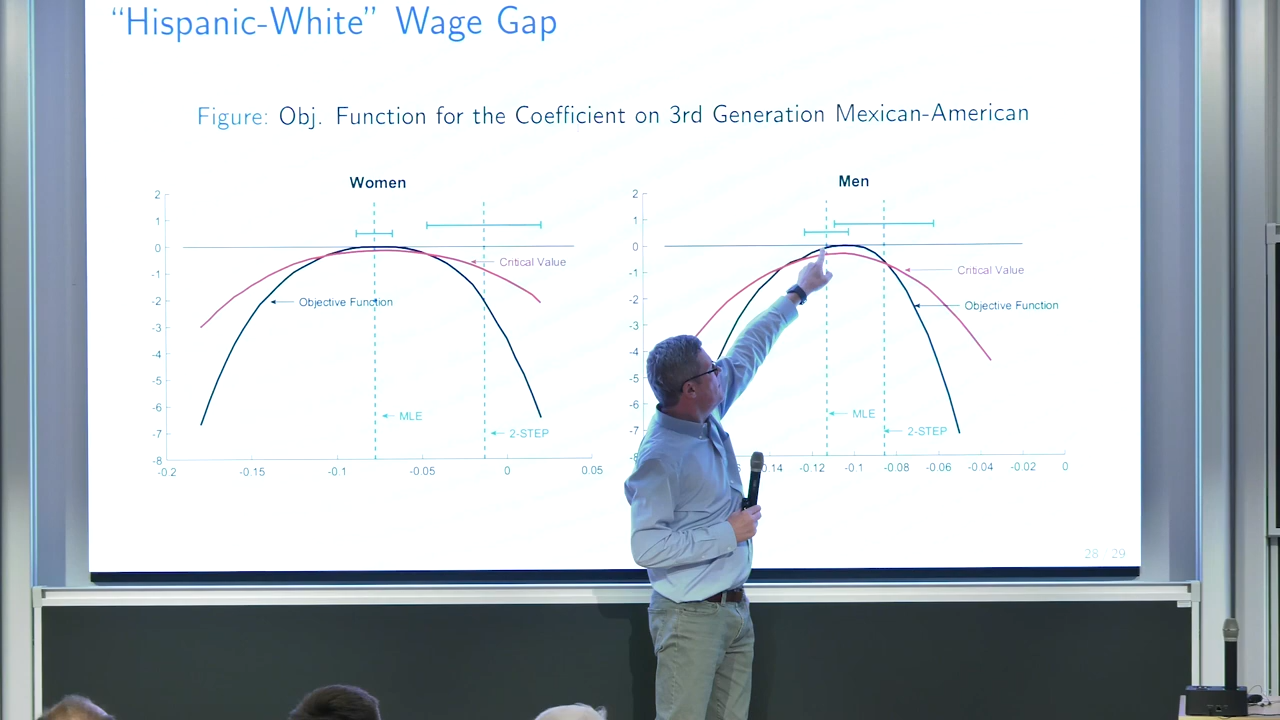 “Hispanic-White” Wage Gap
Figure: Obj. Function for the Coefficient on 3rd Generation Mexican-American
Women
2
1
0
-1
-2
-3
-4
-5
-6
-7
-8
Critical Value
Objective Function
MLE
2-STEP
-0.2 -0.15 -0.1 -0.05 0 0.05
Men
2
1
0
-1
-2
-3
-4
-5
-6
-7
Critical Value
Objective Function
MLE
2-STEP
-0.12 -0.1 -0.08 -0.06 -0.04 -0.02 0
28 / 29